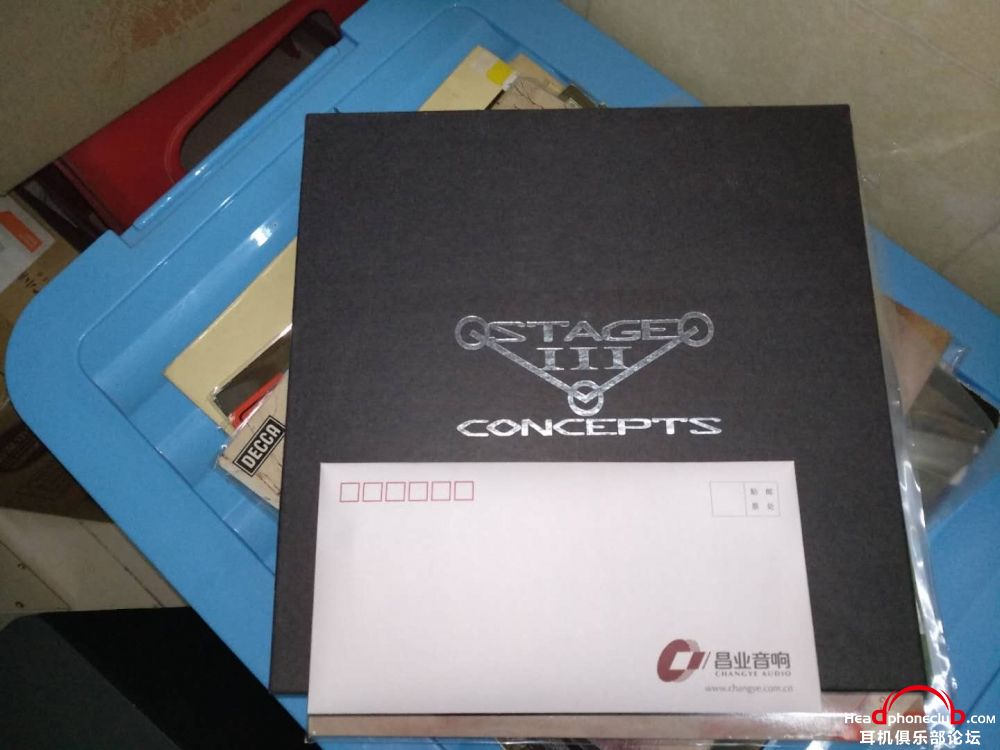 STAGE
III
CONCEPTS
DECCA
贴 邮
票 处
昌业音响
CHANGYE AUDIO
www.changye.com.cn
Headphoneclub.com
耳机俱乐部论坛